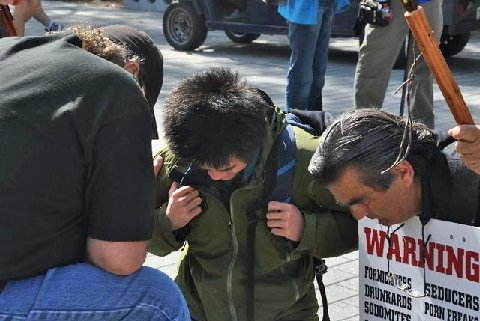 WARNING
FORNICATORS SEDUCERS
DRUNKARDS PORN FREAKS
SODOMITES